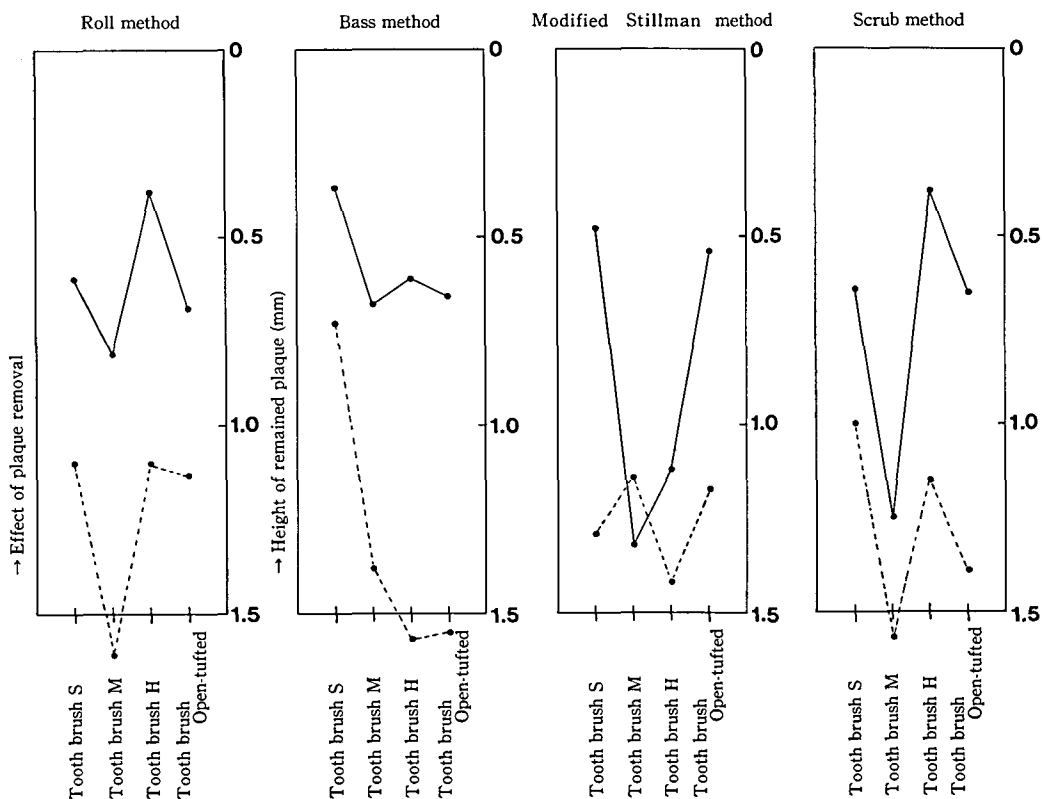 Roll method
Bass method
Modified Stillman method
Scrub method
→ Effect of plaque removal
0
0.5
1.0
1.5
Tooth brush S
Tooth brush M
Tooth brush H
Tooth brush
Open-tufted
→ Height of remained plaque (mm)
0
0.5
1.0
1.5
Tooth brush S
Tooth brush M
Tooth brush H
Tooth brush
Open-tufted
0
0.5
1.0
1.5
Tooth brush S
Tooth brush M
Tooth brush H
Tooth brush
Open-tufted
0
0.5
1.0
1.5
Tooth brush S
Tooth brush M
Tooth brush H
Tooth brush
Open-tufted